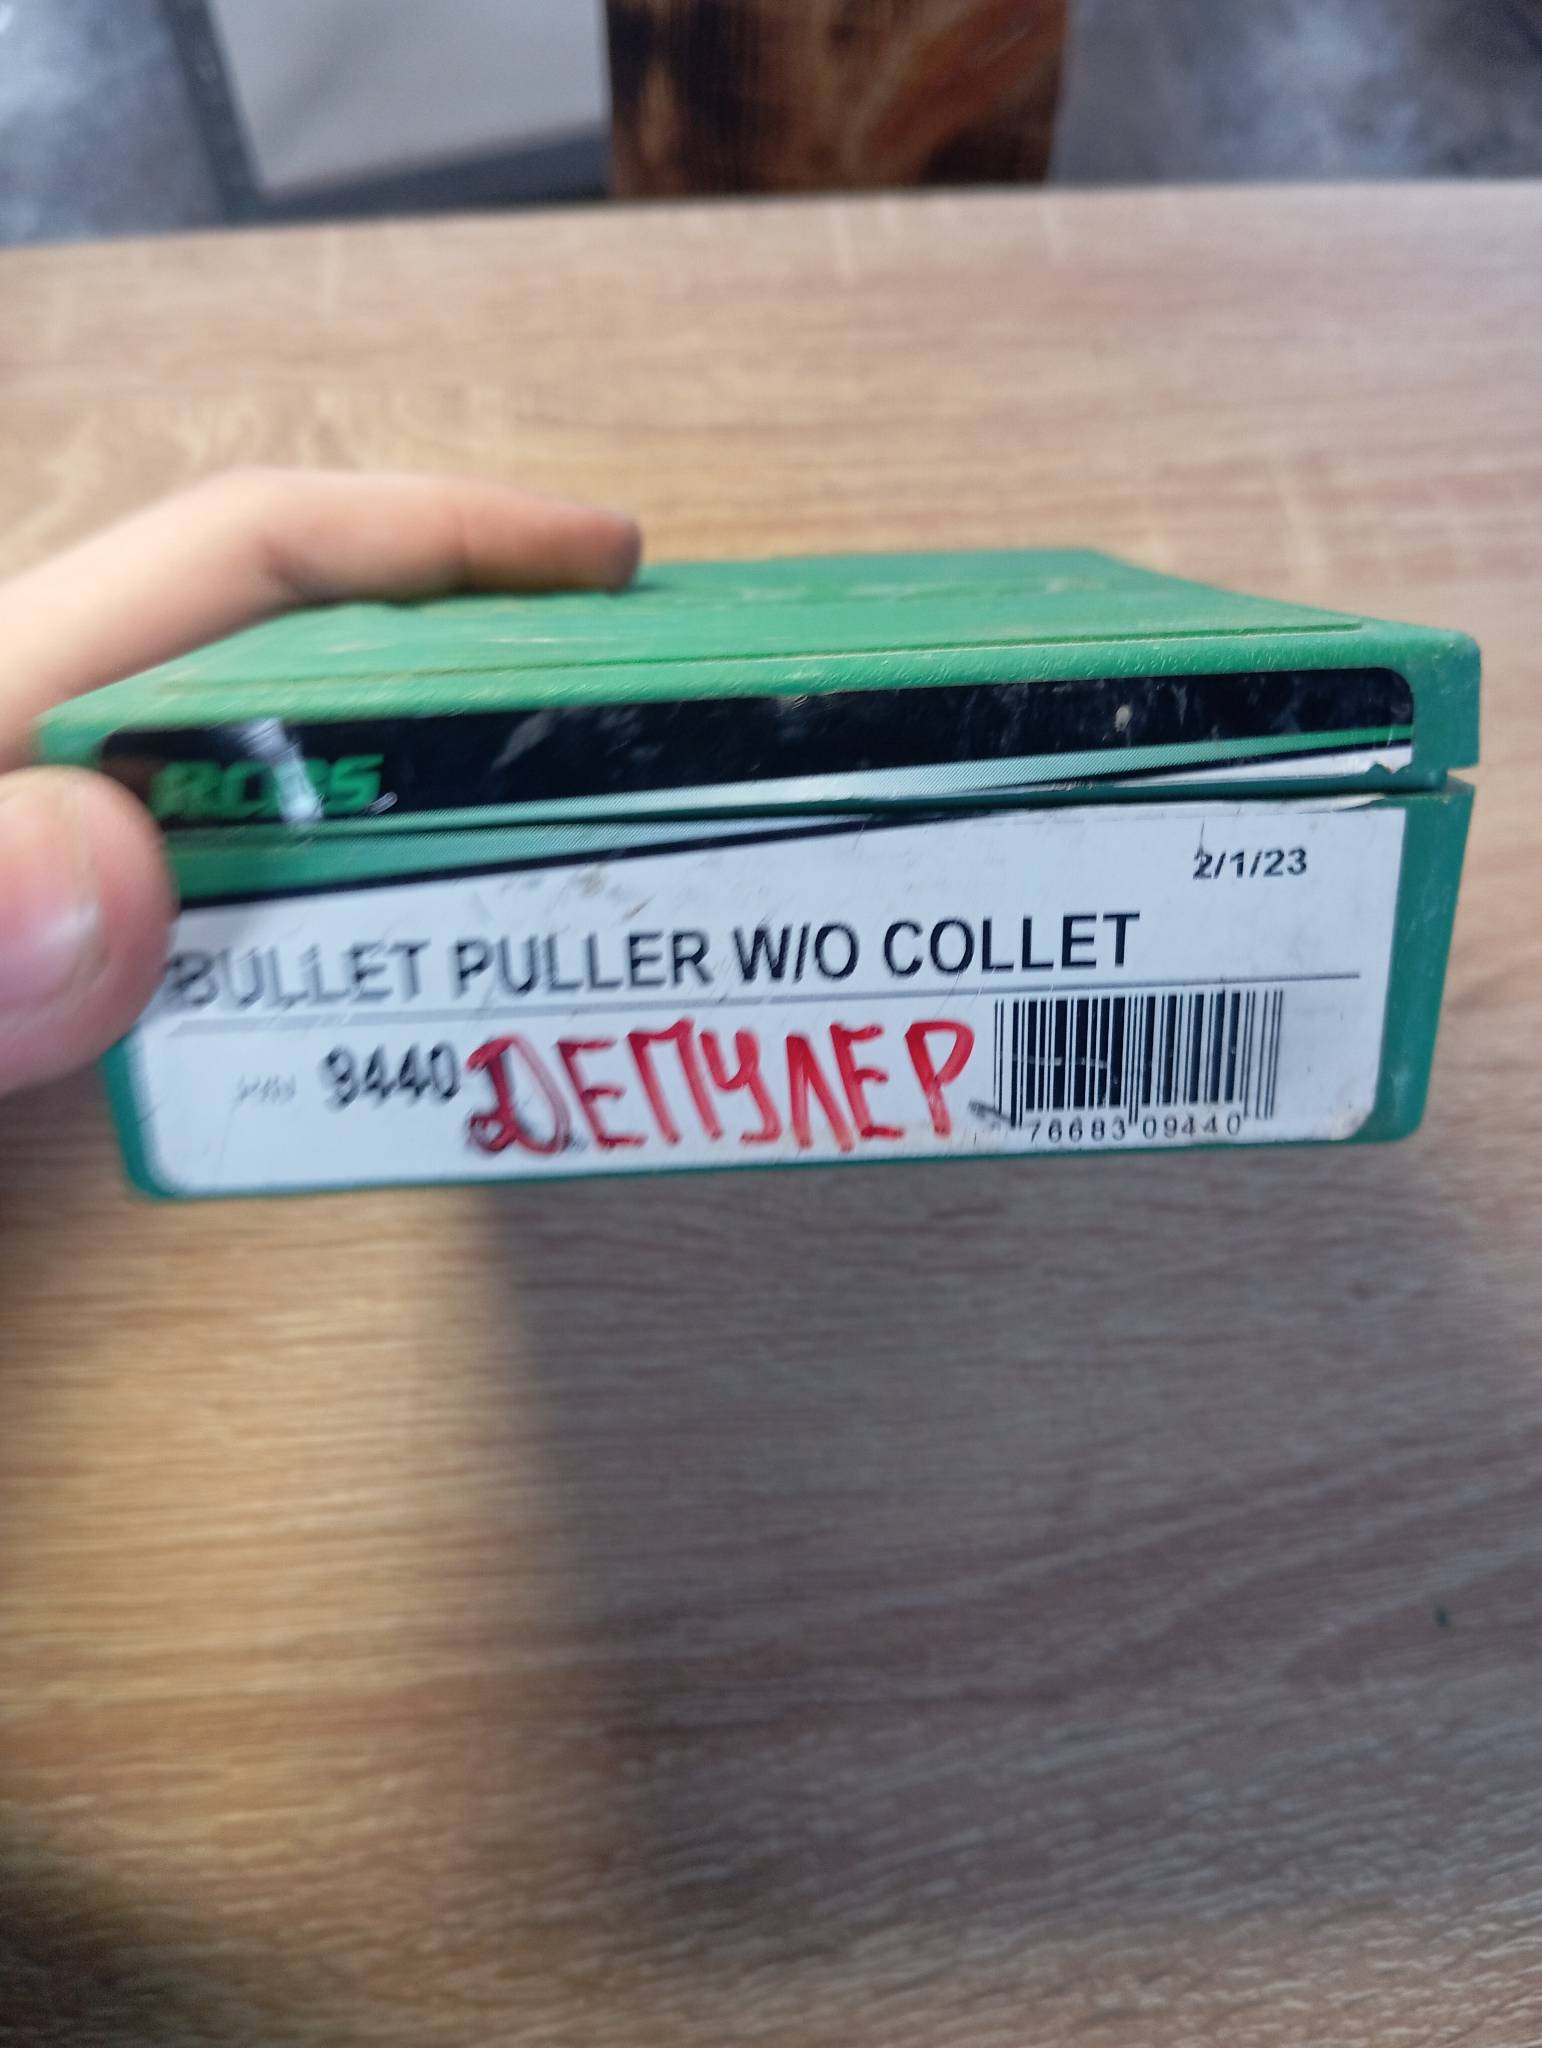 RCBS
2/1/23
BULLET PULLER W/O COLLET
P/N 9440 ДЕПУЛЕР
76683 09440